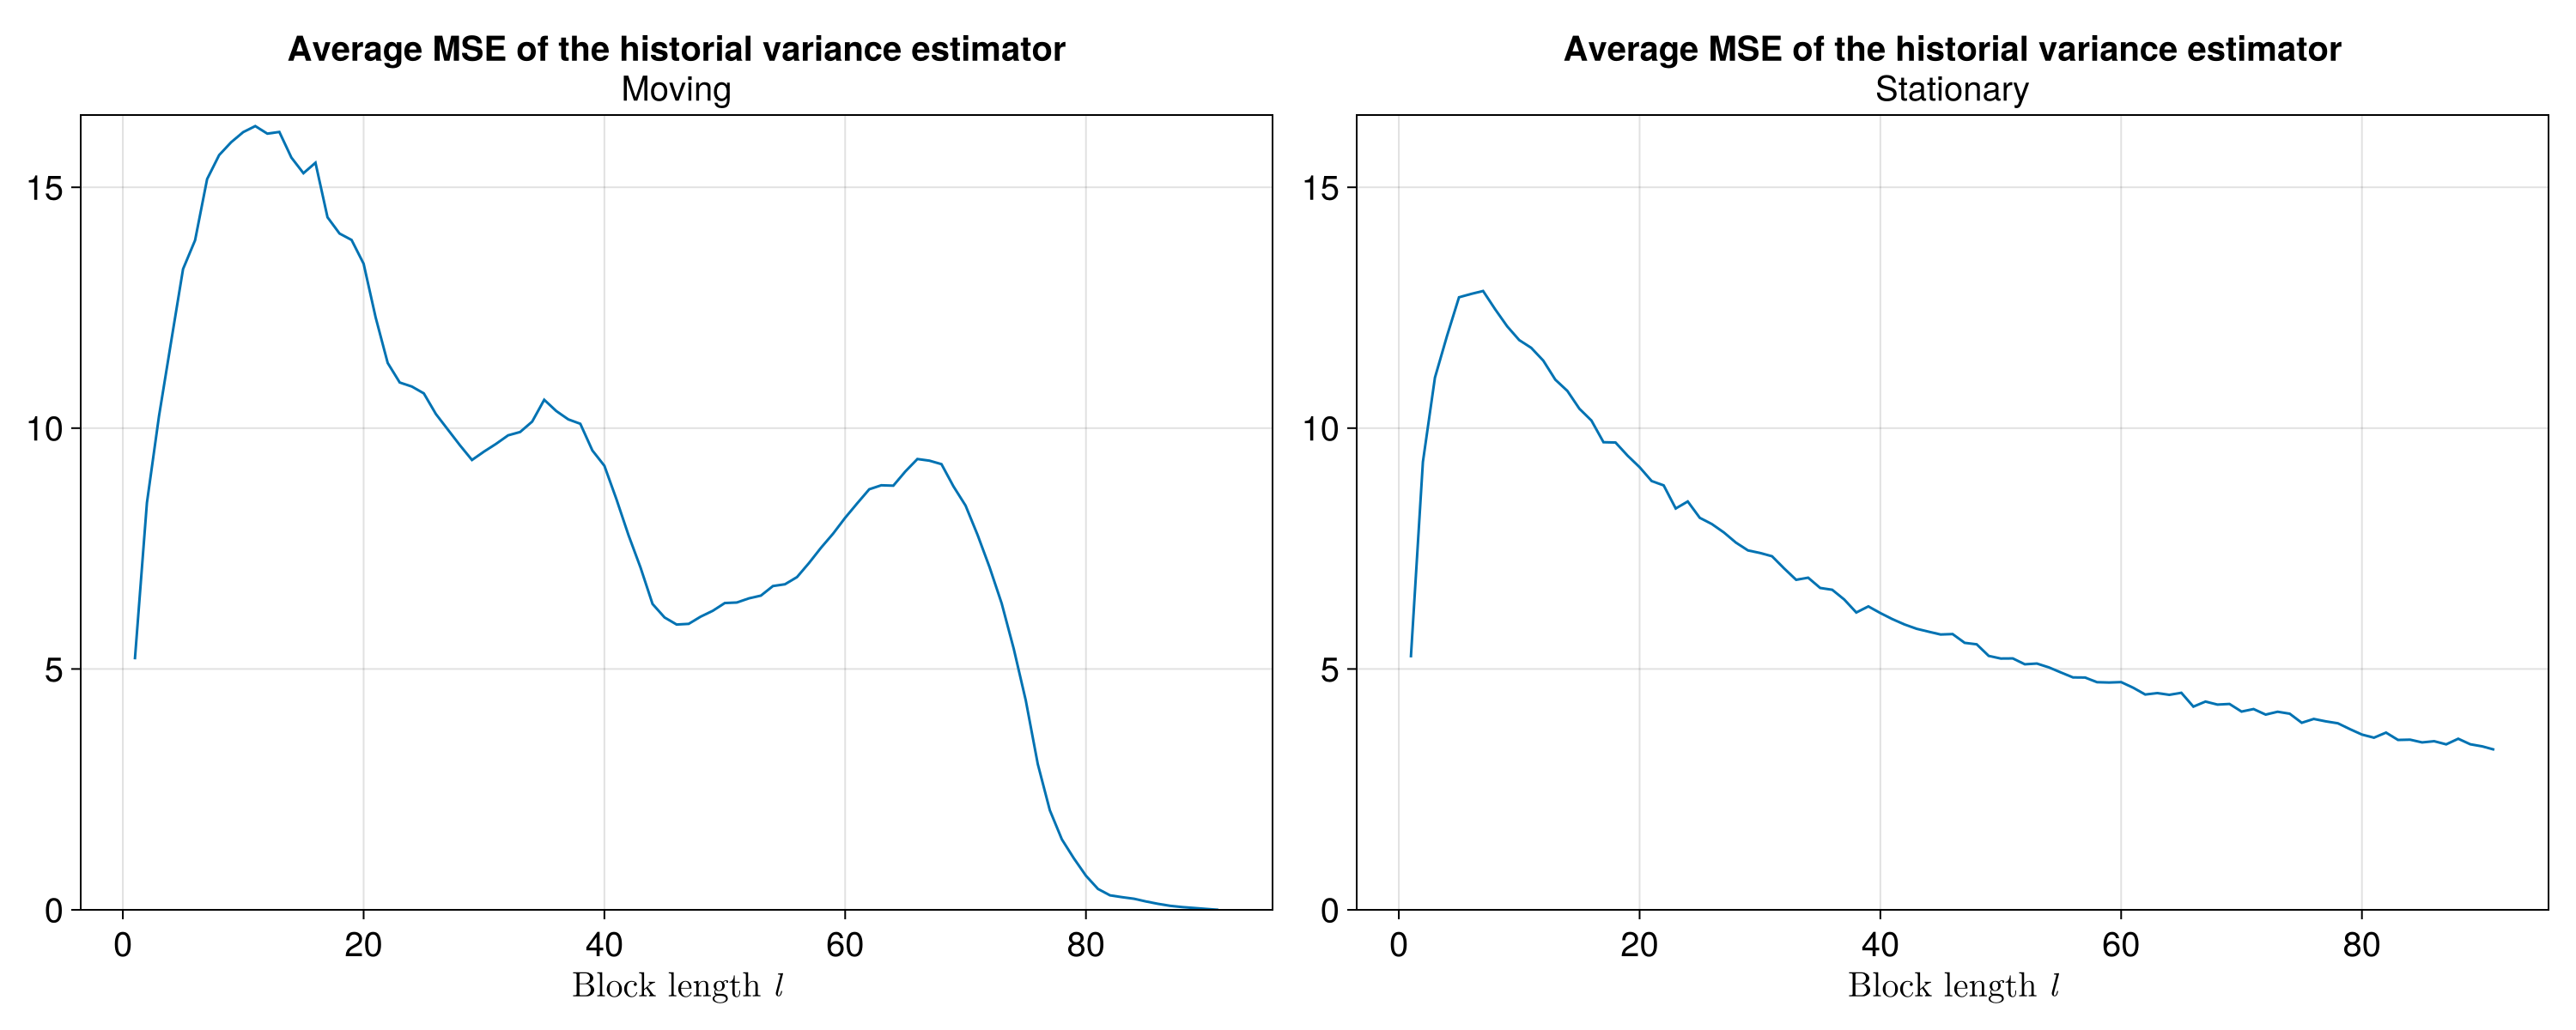 Average MSE of the historial variance estimator
Moving
15
10
5
0
0 20 40 60 80
Block length l
Average MSE of the historial variance estimator
Stationary
15
10
5
0
0 20 40 60 80
Block length l